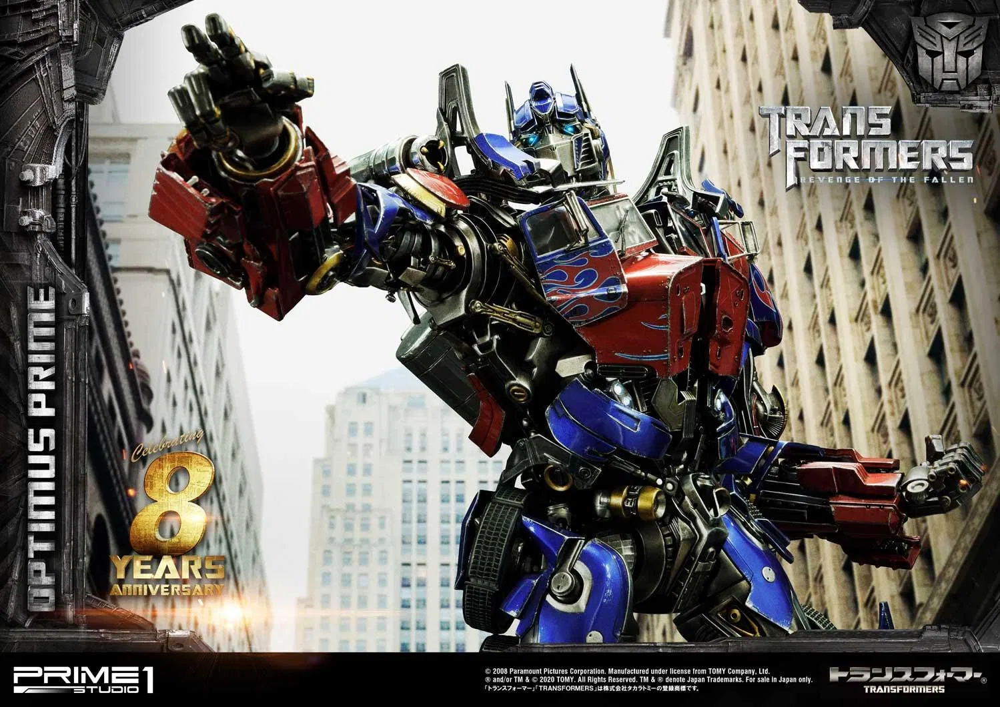 TRANS
FORMERS
REVENGE OF THE FALLEN
OPTIMUS PRIME
Celebrating
8
YEARS
ANNIVERSARY
PRIME 1
STUDIO
© 2008 Paramount Pictures Corporation. Manufactured under license from TOMY Company, Ltd.
® and/or TM & © 2020 TOMY. All Rights Reserved. TM & ® denote Japan Trademarks. For sale in Japan only.
「トランスフォーマー」「TRANSFORMERS」は株式会社タカラトミーの登録商標です。
トランスフォーマー®
TRANSFORMERS